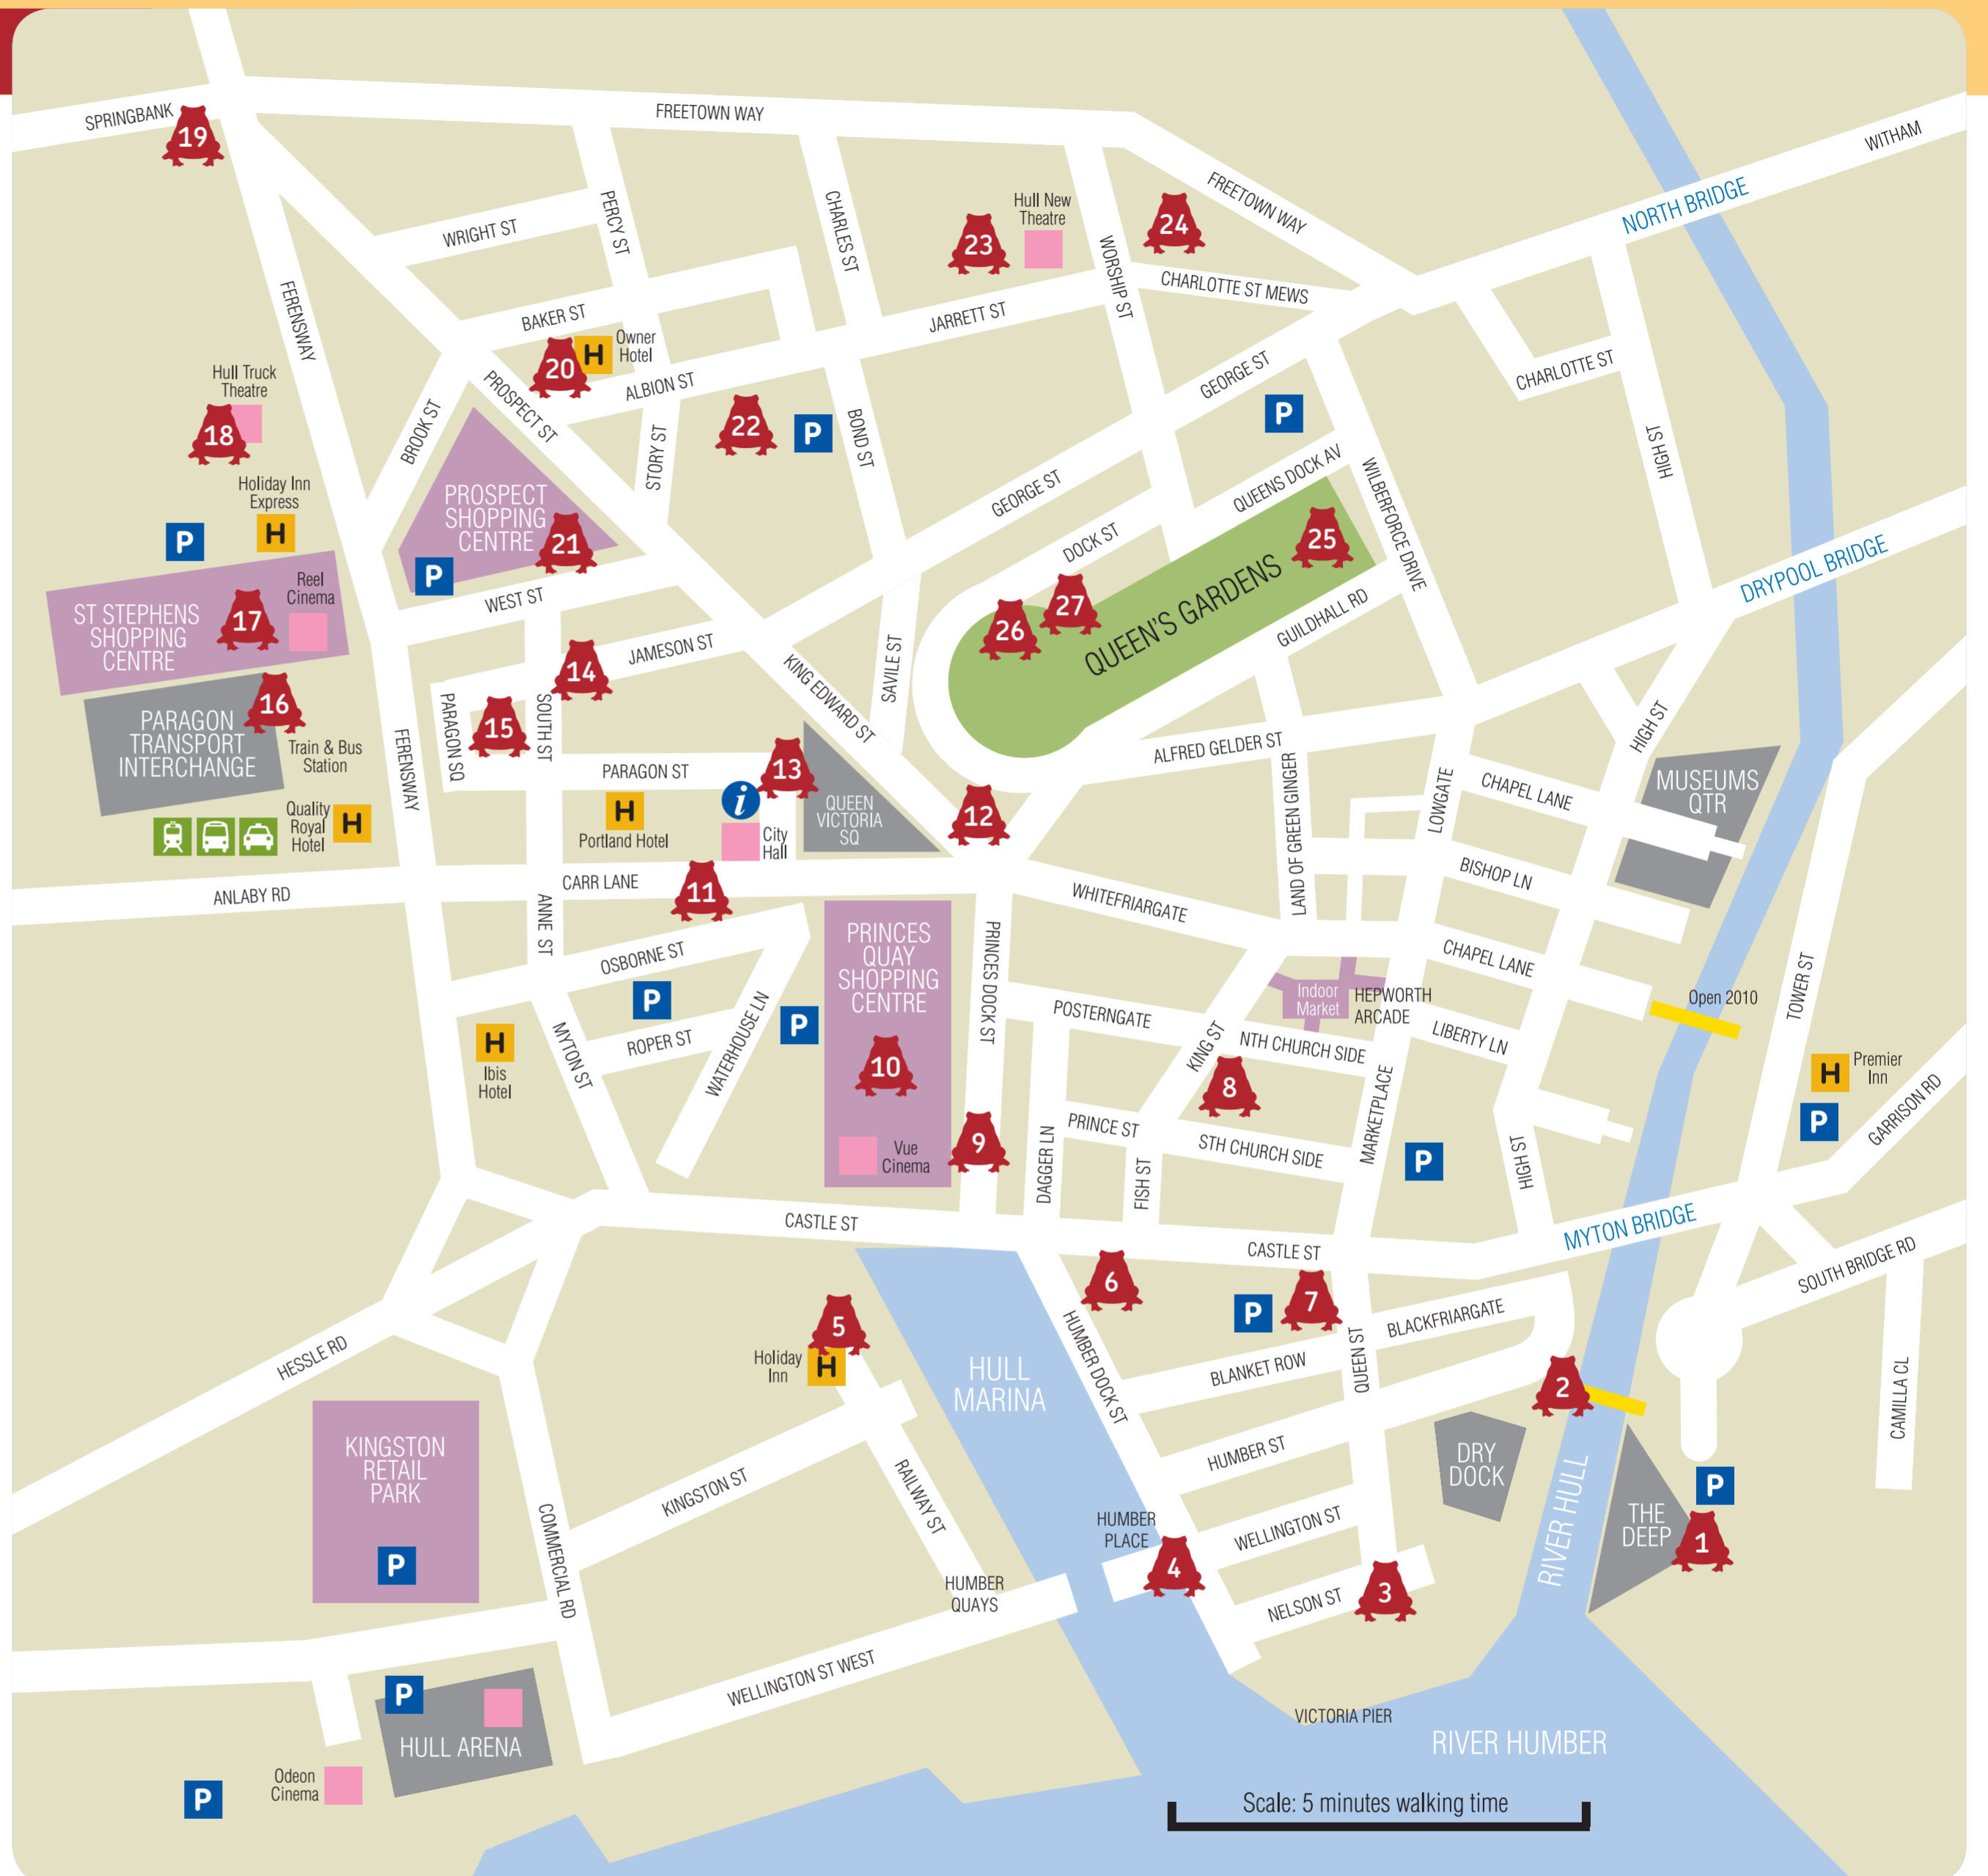 SPRINGBANK
19
FREETOWN WAY
WITHAM
NORTH BRIDGE
FREETOWN WAY
WRIGHT ST
PERCY ST
CHARLES ST
Hull New
Theatre
23
24
WORSHIP ST
CHARLOTTE ST MEWS
FERENSWAY
BAKER ST
JARRETT ST
Owner
Hotel
H
20
ALBION ST
PROSPECT ST
GEORGE ST
CHARLOTTE ST
HIGH ST
Hull Truck
Theatre
18
BROOK ST
STORY ST
22
P
BOND ST
P
Holiday Inn
Express
H
P
PROSPECT
SHOPPING
CENTRE
21
P
GEORGE ST
QUEENS DOCK AV
DOCK ST
WILBERFORCE DRIVE
25
DRYPOOL BRIDGE
Reel
Cinema
ST STEPHENS
SHOPPING
CENTRE
17
WEST ST
26
27
QUEEN'S GARDENS
GUILDHALL RD
14
JAMESON ST
KING EDWARD ST
SAVILE ST
16
PARAGON
TRANSPORT
INTERCHANGE
Train & Bus
Station
FERENSWAY
PARAGON SQ
15
SOUTH ST
PARAGON ST
13
ALFRED GELDER ST
HIGH ST
MUSEUMS
QTR
Quality
Royal
Hotel
H
H
Portland Hotel
i
City
Hall
QUEEN
VICTORIA
SQ
12
LAND OF GREEN GINGER
LOWGATE
CHAPEL LANE
BISHOP LN
ANLABY RD
CARR LANE
11
WHITEFRIARGATE
ANNE ST
OSBORNE ST
PRINCES
QUAY
SHOPPING
CENTRE
PRINCES DOCK ST
CHAPEL LANE
Indoor
Market
HEPWORTH
ARCADE
Open 2010
TOWER ST
P
P
POSTERNGATE
LIBERTY LN
H
Ibis
Hotel
MYTON ST
ROPER ST
WATERHOUSE LN
10
KING ST
NTH CHURCH SIDE
8
H
Premier
Inn
P
GARRISON RD
Vue
Cinema
9
DAGGER LN
PRINCE ST
FISH ST
STH CHURCH SIDE
MARKETPLACE
P
HIGH ST
CASTLE ST
CASTLE ST
MYTON BRIDGE
SOUTH BRIDGE RD
6
P
7
BLACKFRIARGATE
HESSLE RD
5
Holiday
Inn
H
HULL
MARINA
HUMBER DOCK ST
BLANKET ROW
QUEEN ST
2
CAMILLA CL
KINGSTON
RETAIL
PARK
P
KINGSTON ST
RAILWAY ST
HUMBER ST
DRY
DOCK
RIVER HULL
P
THE
DEEP
1
COMMERCIAL RD
HUMBER
PLACE
4
WELLINGTON ST
HUMBER
QUAYS
NELSON ST
3
WELLINGTON ST WEST
P
HULL ARENA
VICTORIA PIER
RIVER HUMBER
Odeon
Cinema
P
Scale: 5 minutes walking time